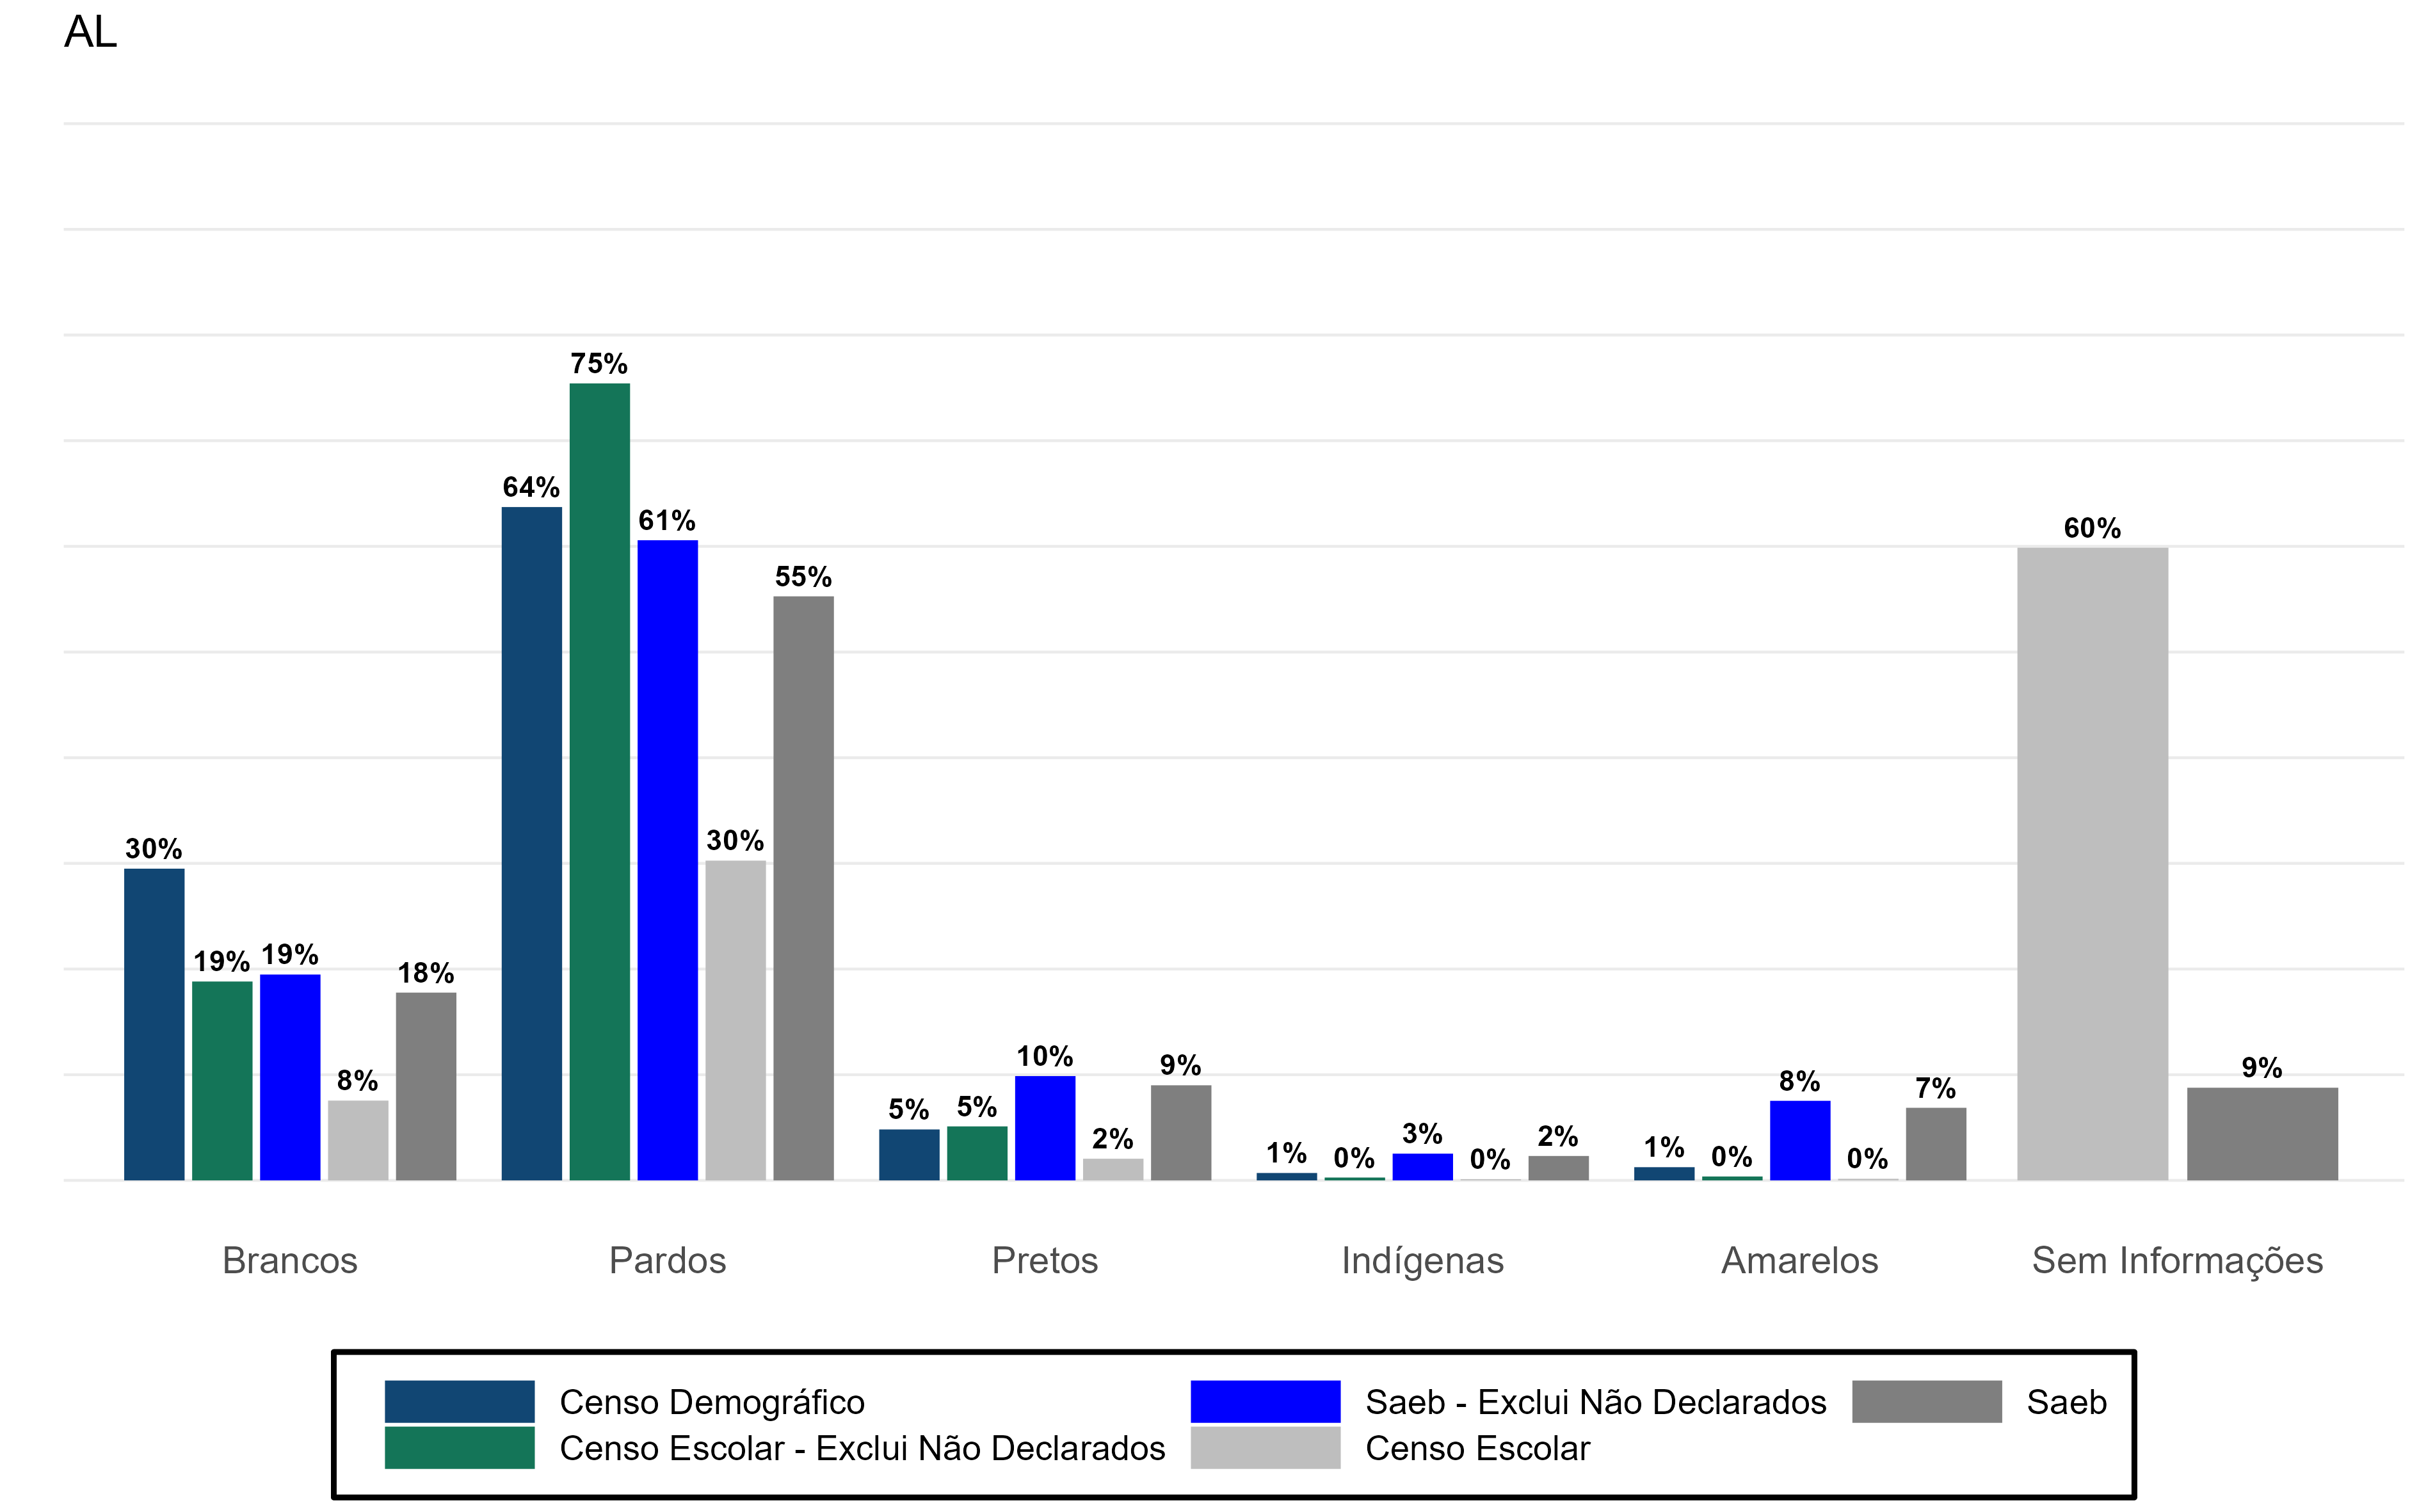 AL
30%
19%
19%
8%
18%
64%
75%
61%
30%
55%
5%
5%
10%
2%
9%
1%
0%
3%
0%
2%
1%
0%
8%
0%
7%
60%
9%
Brancos
Pardos
Pretos
Indígenas
Amarelos
Sem Informações
Censo Demográfico
Censo Escolar - Exclui Não Declarados
Saeb - Exclui Não Declarados
Censo Escolar
Saeb